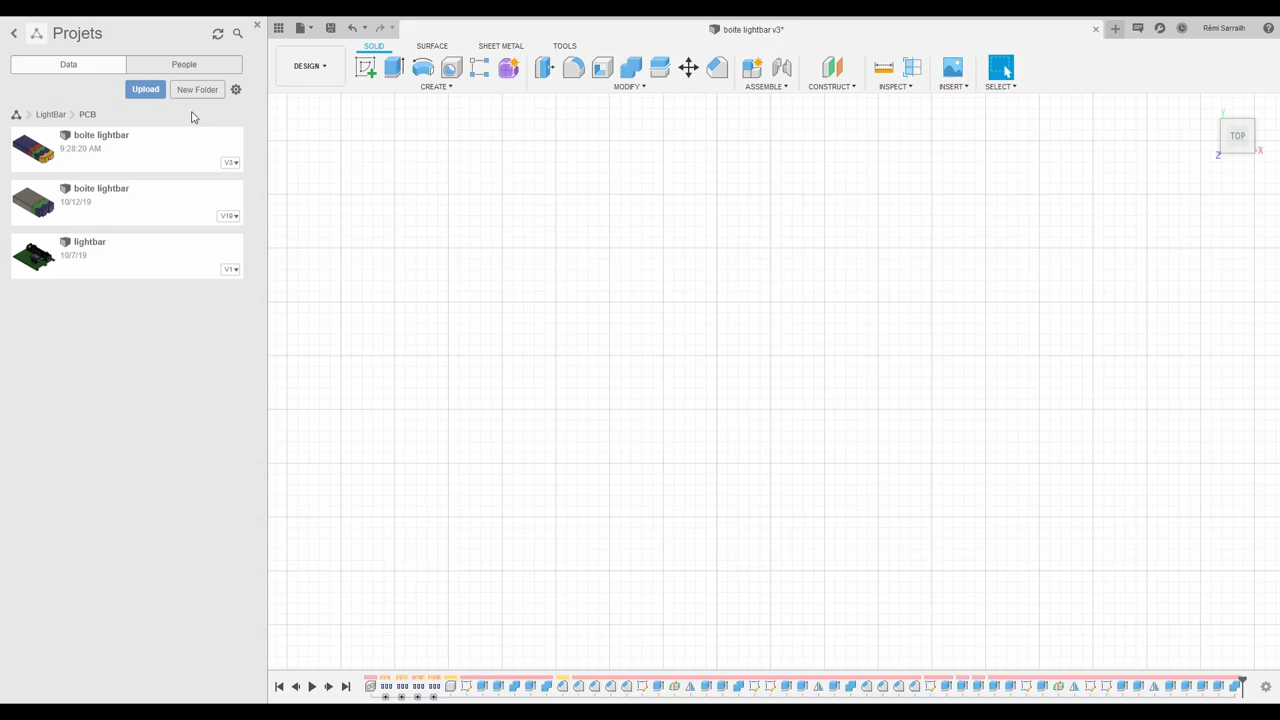 Projets
Data
People
Upload
New Folder
LightBar
PCB
boite lightbar
9:28:20 AM
V3
boite lightbar
10/12/19
V19
lightbar
10/7/19
V1
boite lightbar v3*
Rémi Sarrailh
DESIGN
SOLID
SURFACE
SHEET METAL
TOOLS
CREATE
MODIFY
ASSEMBLE
CONSTRUCT
INSPECT
INSERT
SELECT
Y
TOP
X
Z